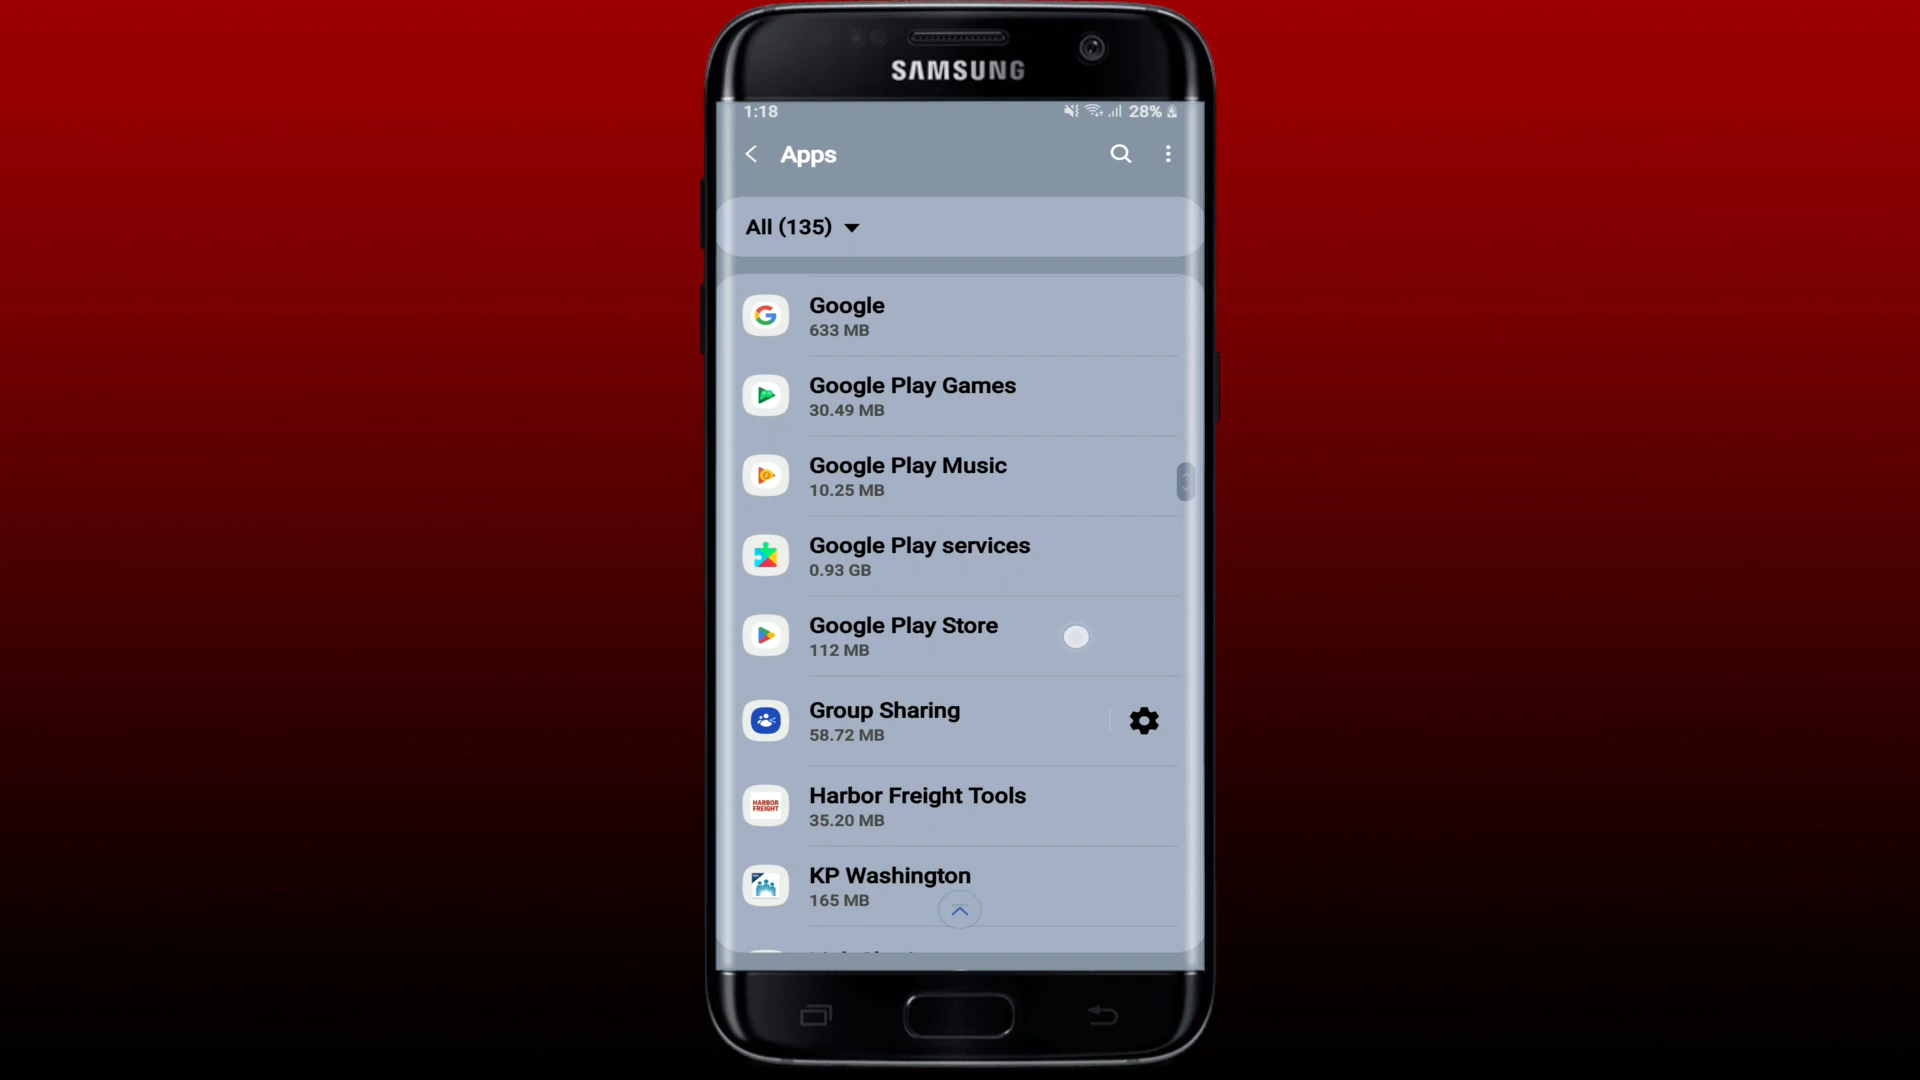 SAMSUNG
1:18
28%
Apps
All (135)
Google
633 MB
Google Play Games
30.49 MB
Google Play Music
10.25 MB
Google Play services
0.93 GB
Google Play Store
112 MB
Group Sharing
58.72 MB
HARBOR
FREIGHT
Harbor Freight Tools
35.20 MB
KP Washington
165 MB